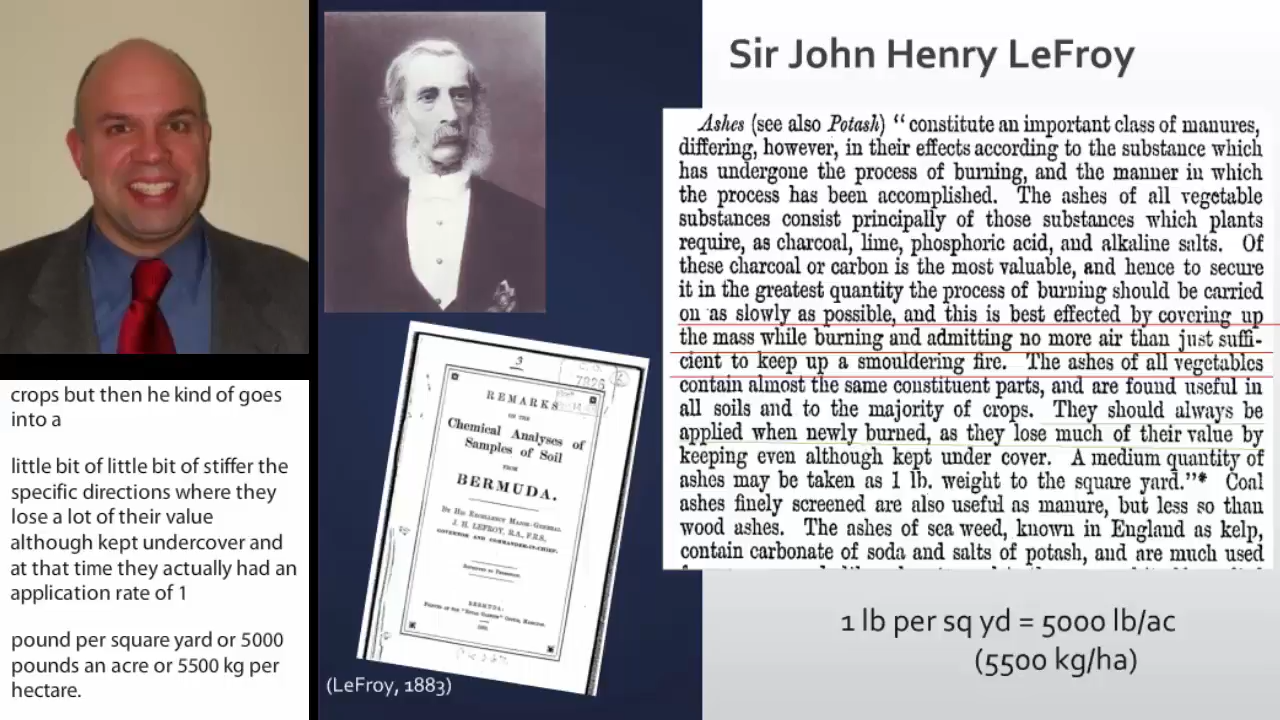 crops but then he kind of goes
into a
little bit of little bit of stiffer the
specific directions where they
lose a lot of their value
although kept undercover and
at that time they actually had an
application rate of 1
pound per square yard or 5000
pounds an acre or 5500 kg per
hectare.
3
7826
REMARKS
ON THE
Chemical Analyses of
Samples of Soil
FROM
BERMUDA.
BY HIS EXCELLENCY MAJOR-GENERAL
J. H. LEFROY, R.A., F.R.S.,
GOVERNOR AND COMMANDER-IN-CHIEF.
BERMUDA:
(LeFroy, 1883)
Sir John Henry LeFroy
Ashes (see also Potash) “ constitute an important class of manures,
differing, however, in their effects according to the substance which
has undergone the process of burning, and the manner in which
the process has been accomplished. The ashes of all vegetable
substances consist principally of those substances which plants
require, as charcoal, lime, phosphoric acid, and alkaline salts. Of
these charcoal or carbon is the most valuable, and hence to secure
it in the greatest quantity the process of burning should be carried
on as slowly as possible, and this is best effected by covering up
the mass while burning and admitting no more air than just suffi-
cient to keep up a smouldering fire. The ashes of all vegetables
contain almost the same constituent parts, and are found useful in
all soils and to the majority of crops. They should always be
applied when newly burned, as they lose much of their value by
keeping even although kept under cover. A medium quantity of
ashes may be taken as 1 lb. weight to the square yard.”* Coal
ashes finely screened are also useful as manure, but less so than
wood ashes. The ashes of sea weed, known in England as kelp,
contain carbonate of soda and salts of potash, and are much used
1 lb per sq yd = 5000 lb/ac
(5500 kg/ha)